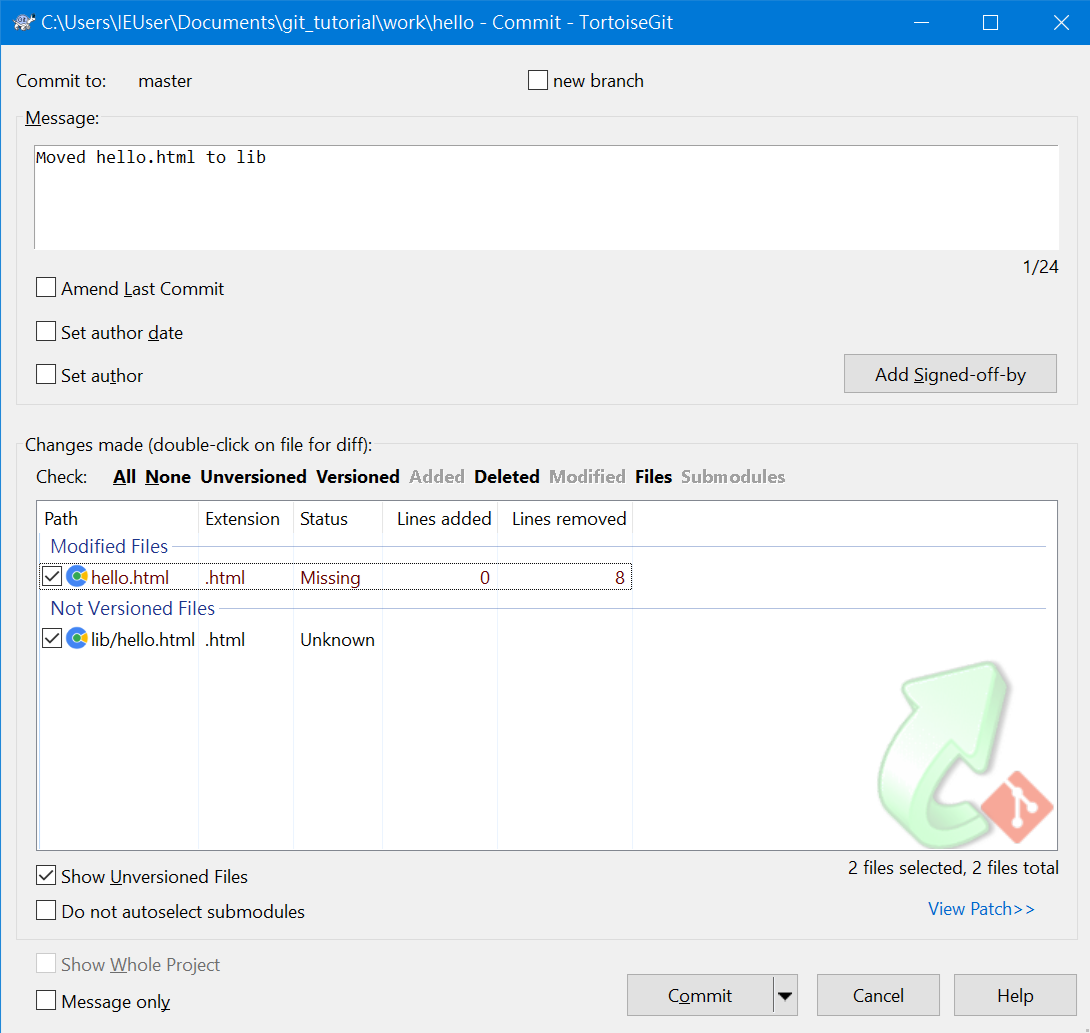 C:\Users\IEUser\Documents\git_tutorial\work\hello - Commit - TortoiseGit
Commit to: master new branch
Message:
Moved hello.html to lib
1/24
Amend Last Commit
Set author date
Set author
Add Signed-off-by
Changes made (double-click on file for diff):
Check: All None Unversioned Versioned Added Deleted Modified Files Submodules
Path Extension Status Lines added Lines removed
Modified Files
hello.html .html Missing 0 8
Not Versioned Files
lib/hello.html .html Unknown
Show Unversioned Files
2 files selected, 2 files total
Do not autoselect submodules
View Patch>>
Show Whole Project
Message only
Commit Cancel Help